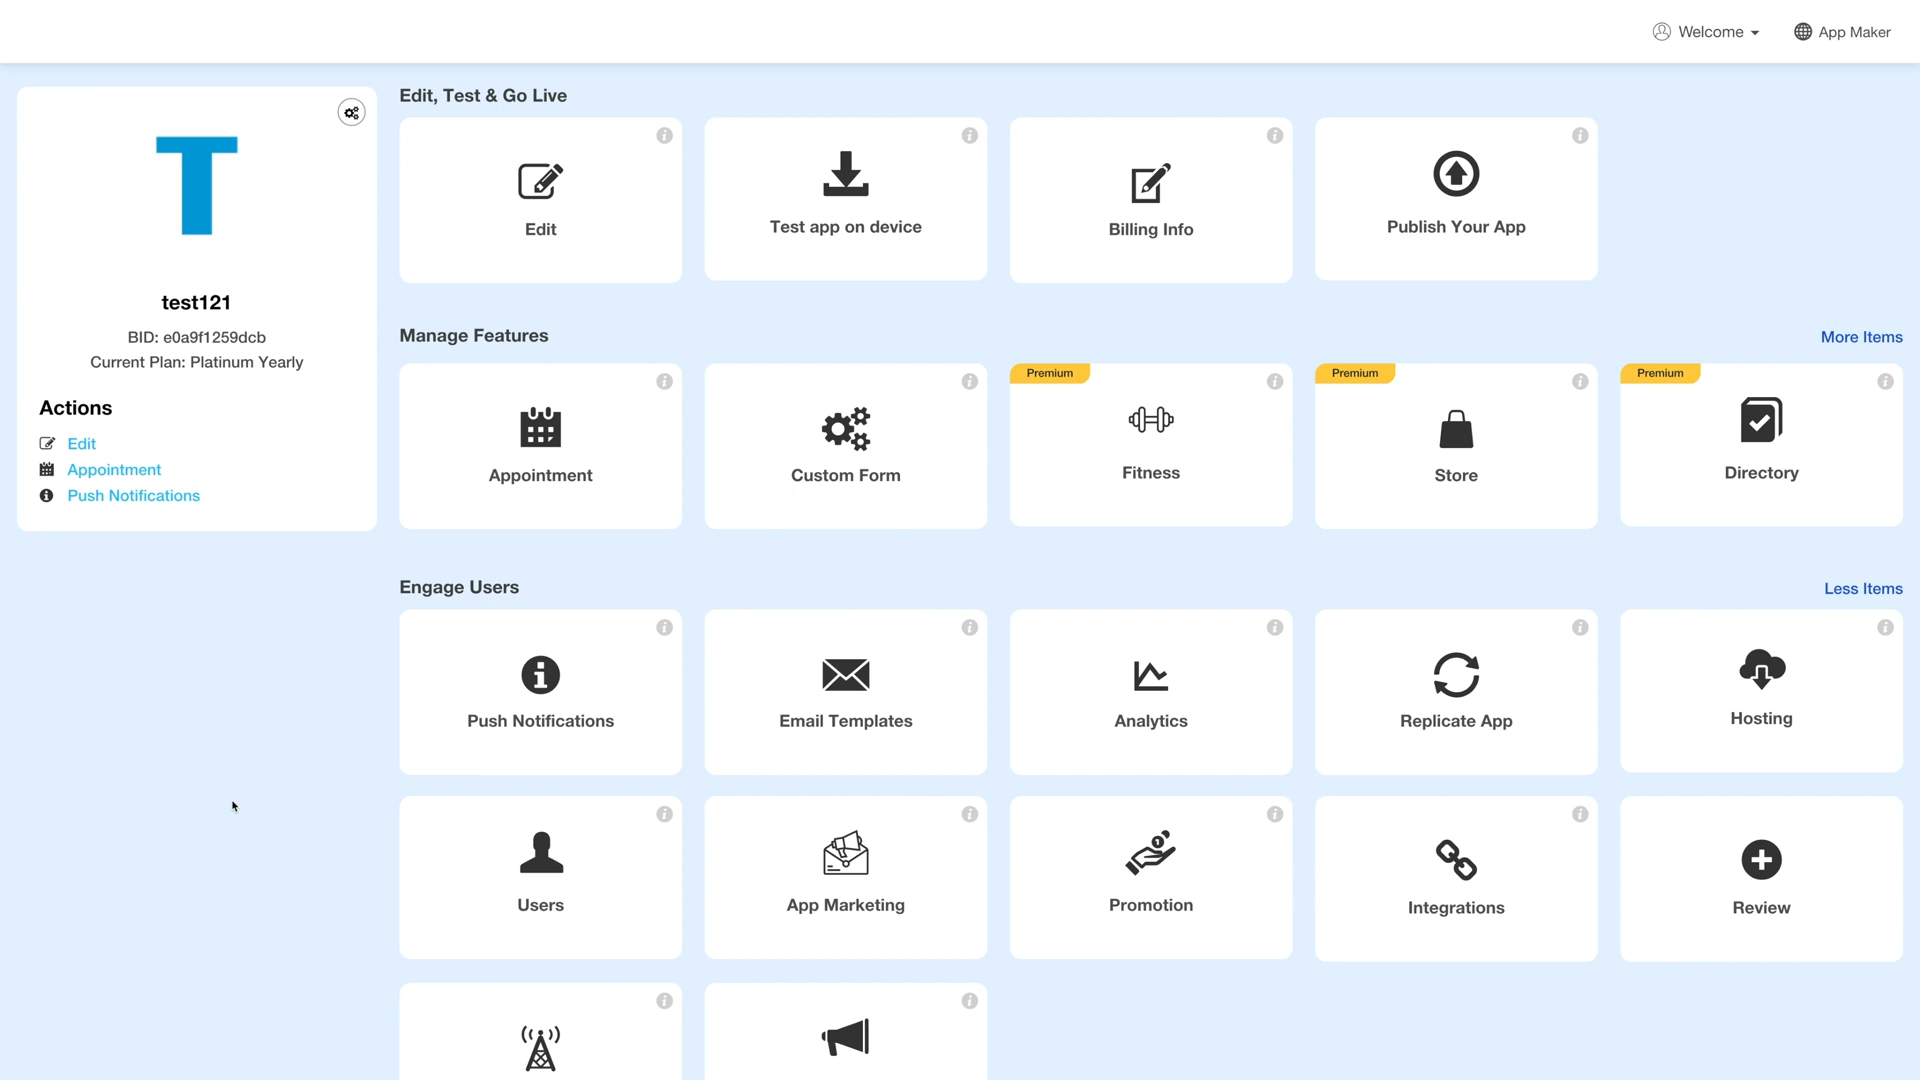 Welcome
App Maker
T
test121
BID: e0a9f1259dcb
Current Plan: Platinum Yearly
Actions
Edit
Appointment
Push Notifications
Edit, Test & Go Live
Edit
Test app on device
Billing Info
Publish Your App
Manage Features
More Items
Appointment
Custom Form
Premium
Fitness
Premium
Store
Premium
Directory
Engage Users
Less Items
Push Notifications
Email Templates
Analytics
Replicate App
Hosting
Users
App Marketing
Promotion
Integrations
Review